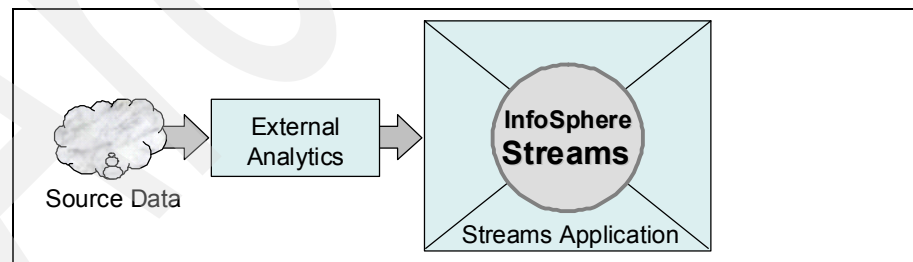 Source Data
External
Analytics
InfoSphere
Streams
Streams Application